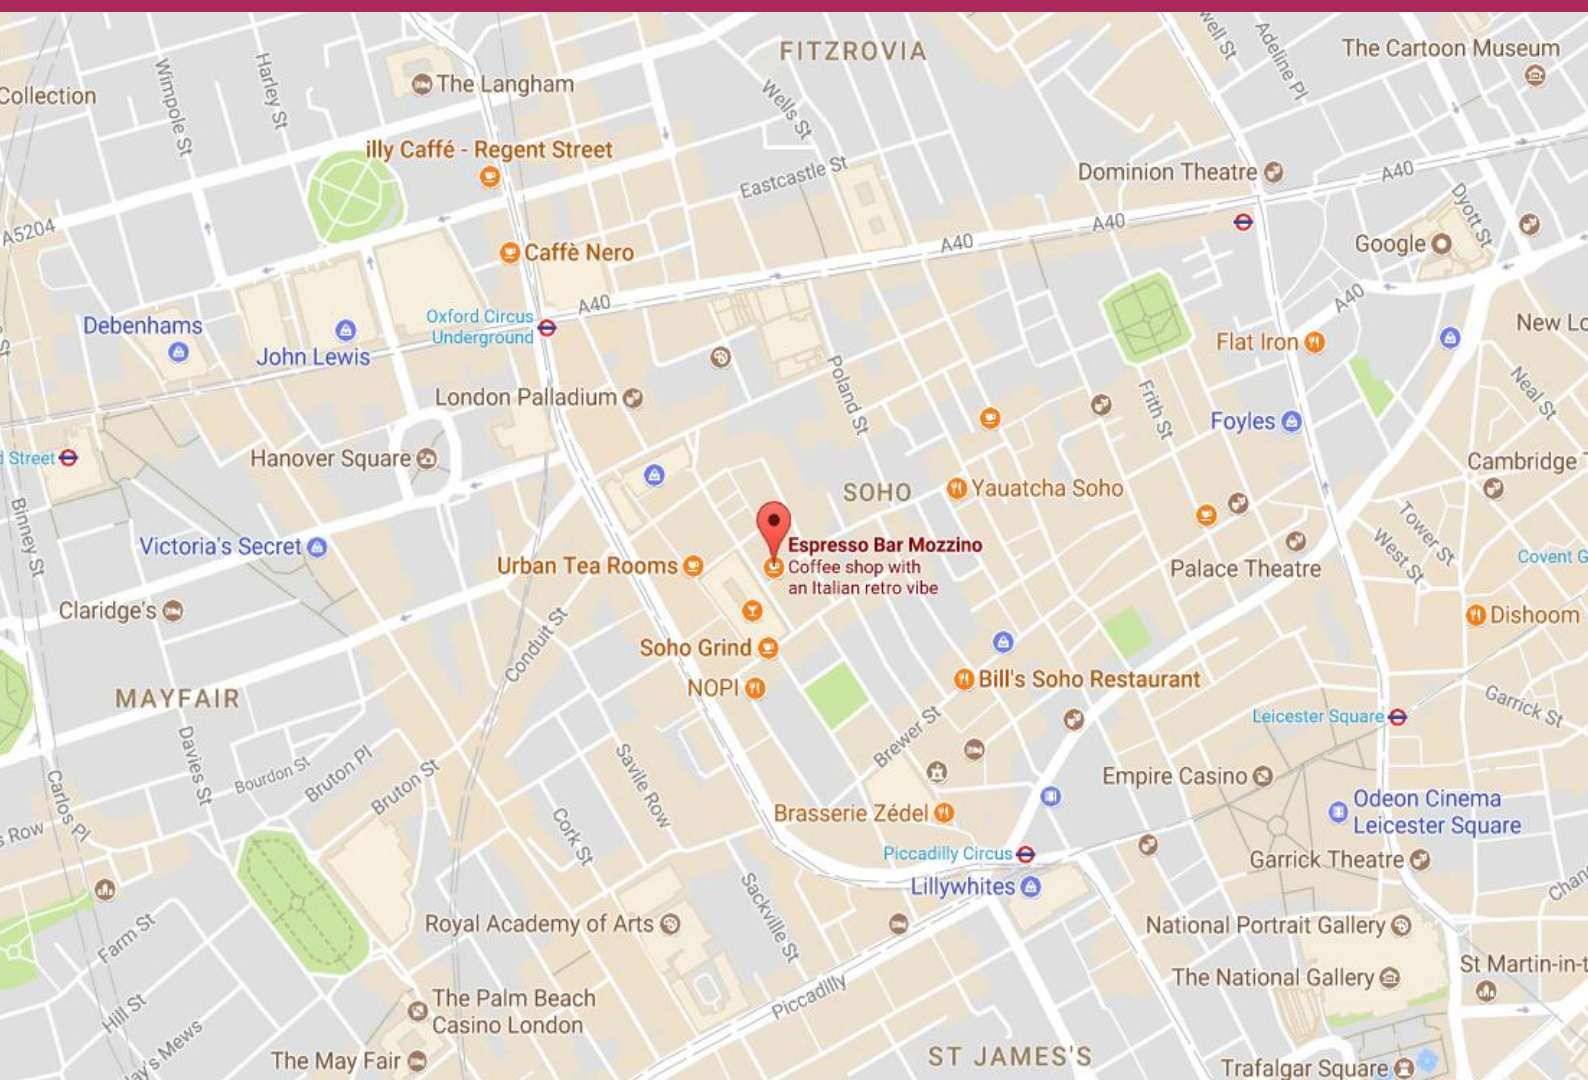 FITZROVIA
The Cartoon Museum
Adeline Pl
Wimpole St
Harley St
The Langham
Collection
Wells St
illy Caffé - Regent Street
Eastcastle St
Dominion Theatre
A40
Dyott St
A5204
A40
A40
Google
Caffè Nero
A40
A40
Oxford Circus
Underground
Debenhams
John Lewis
New Lo
Flat Iron
Poland St
London Palladium
Frith St
Neal St
Foyles
Street
Hanover Square
Cambridge
SOHO
Yauatcha Soho
Binney St
Tower St
West St
Victoria's Secret
Espresso Bar Mozzino
Coffee shop with
an Italian retro vibe
Urban Tea Rooms
Palace Theatre
Covent G
Claridge's
Dishoom
Conduit St
Soho Grind
NOPI
Bill's Soho Restaurant
MAYFAIR
Garrick St
Leicester Square
Brewer St
Davies St
Bourdon St
Bruton Pl
Bruton St
Savile Row
Empire Casino
Carlos Pl
Row
Cork St
Brasserie Zédel
Odeon Cinema
Leicester Square
Piccadilly Circus
Garrick Theatre
Lillywhites
Chan
Sackville St
Royal Academy of Arts
National Portrait Gallery
Farm St
St Martin-in-t
The National Gallery
Piccadilly
Hill St
The Palm Beach
Casino London
ay's Mews
The May Fair
ST JAMES'S
Trafalgar Square